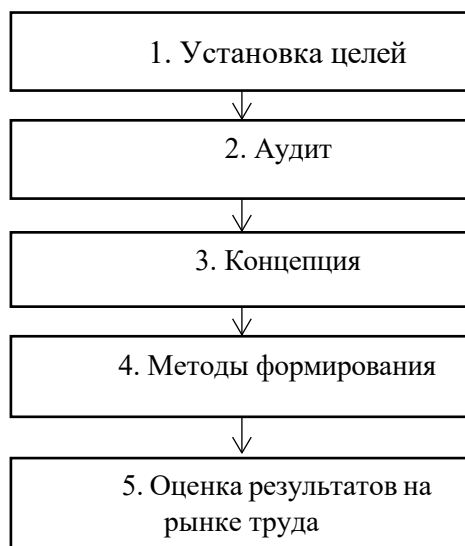 1. Установка целей
2. Аудит
3. Концепция
4. Методы формирования
5. Оценка результатов на
рынке труда